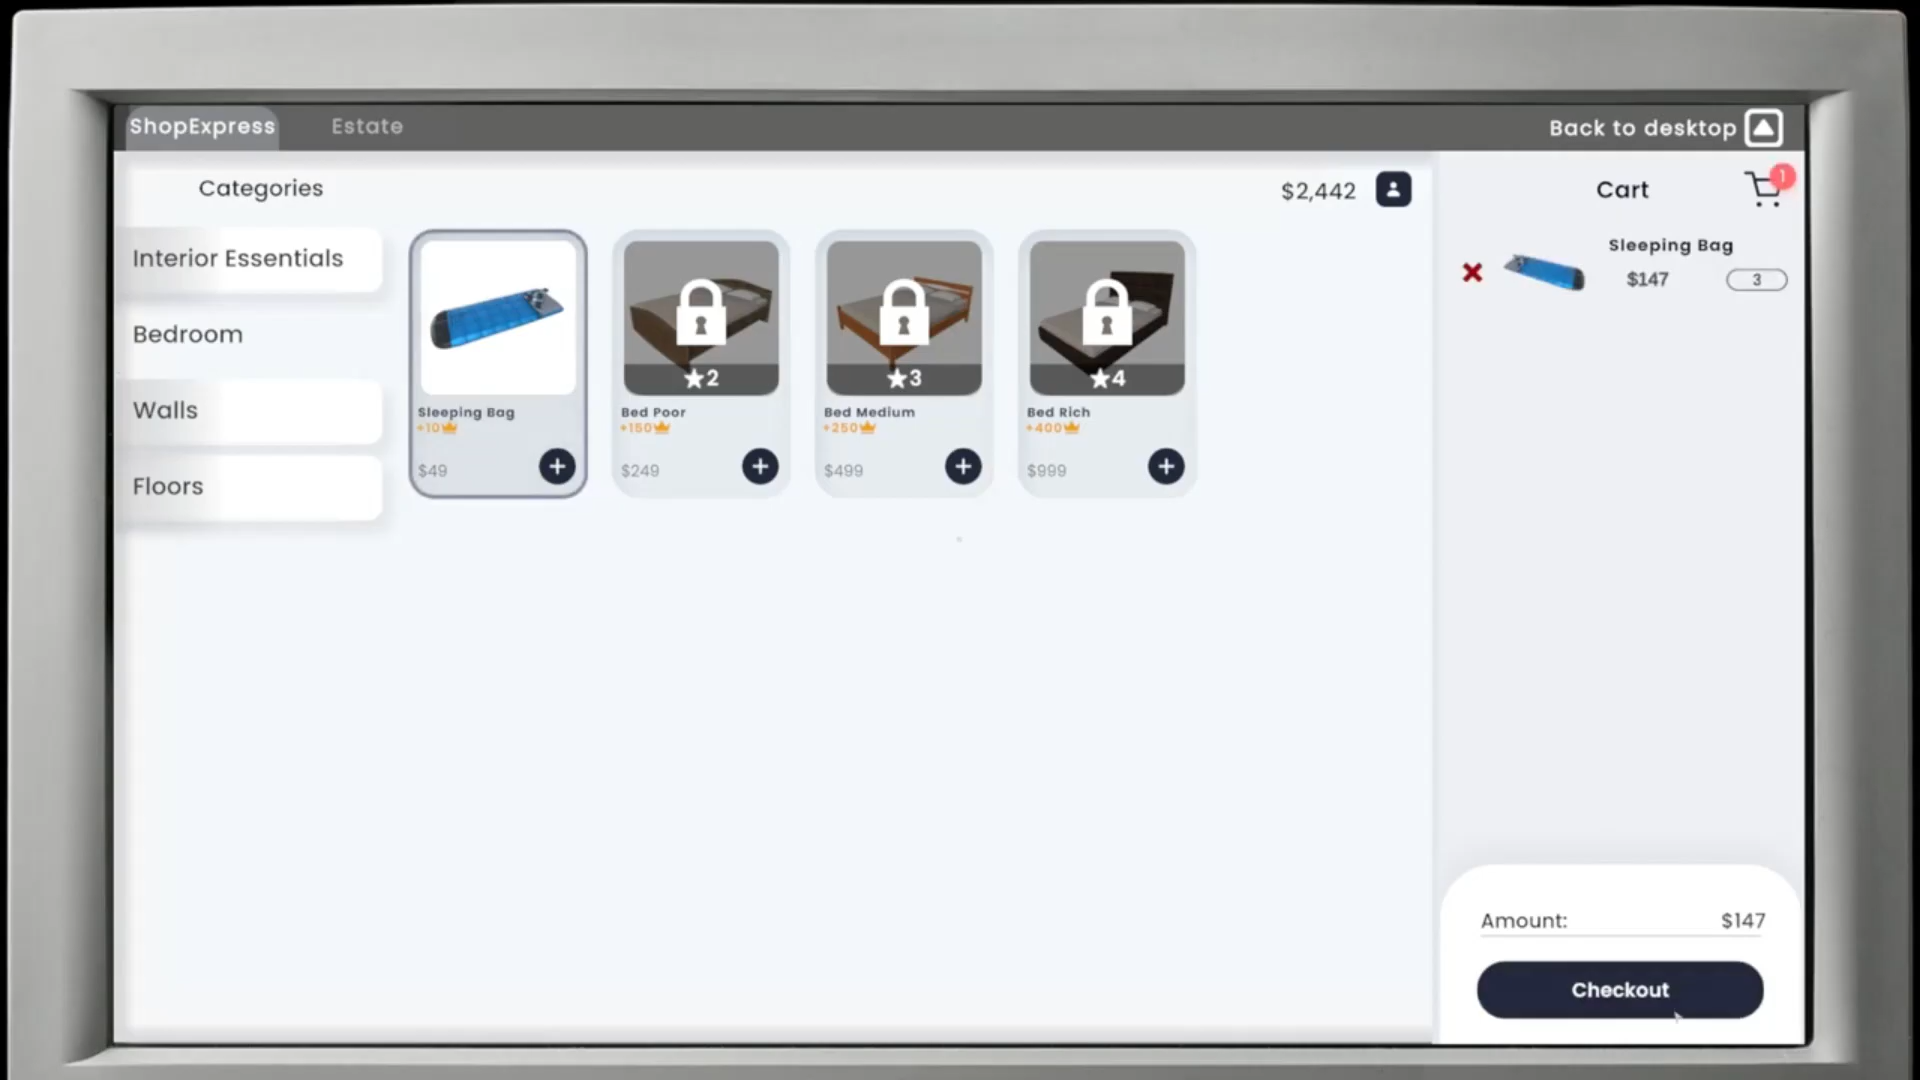 ShopExpress
Estate
Back to desktop
Categories
$2,442
Cart
1
Interior Essentials
Bedroom
Walls
Floors
Sleeping Bag
+10
$49
+
★2
Bed Poor
+150
$249
+
★3
Bed Medium
+250
$499
+
★4
Bed Rich
+400
$999
+
Sleeping Bag
$147
3
Amount: $147
Checkout